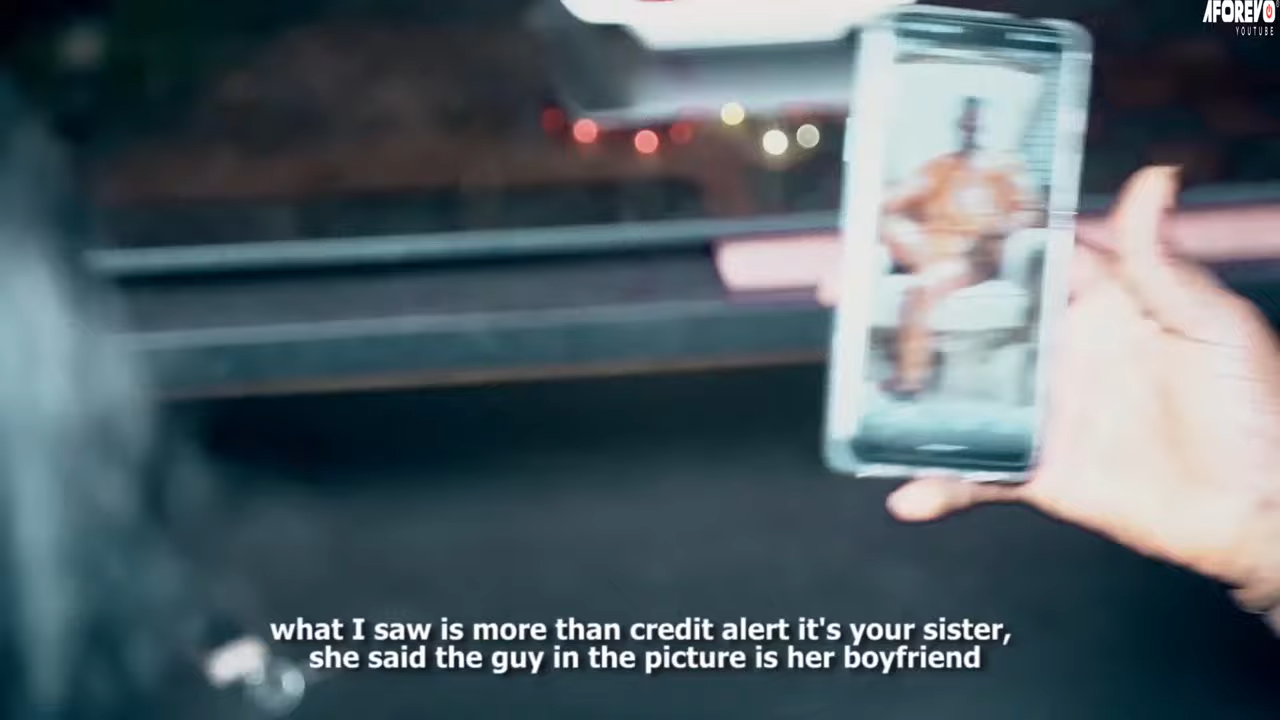 AFOREVO
YOUTUBE
what I saw is more than credit alert it's your sister,
she said the guy in the picture is her boyfriend